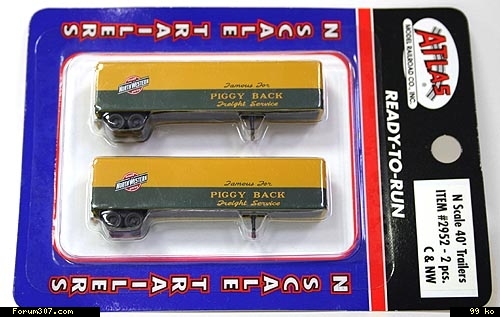 N SCALE TRAILERS
ATLAS
MODEL RAILROAD CO., INC.
READY-TO-RUN
NORTH WESTERN
Famous For
PIGGY BACK
Freight Service
NORTH WESTERN
Famous For
PIGGY BACK
Freight Service
N Scale 40' Trailers
ITEM #2952 - 2 pcs.
C & NW
N SCALE TRAILERS
Forum307.com
99 ko